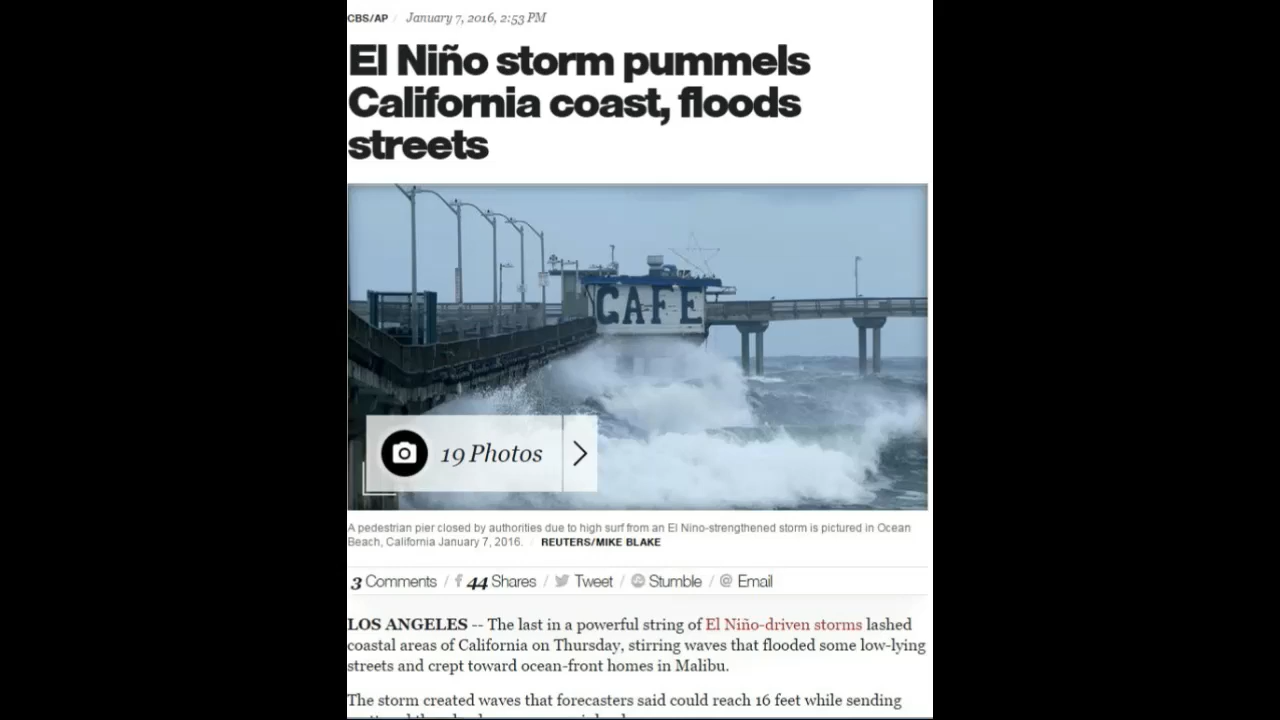 CBS/AP / January 7, 2016, 2:53 PM
El Niño storm pummels
California coast, floods
streets
CAFE
19 Photos
A pedestrian pier closed by authorities due to high surf from an El Nino-strengthened storm is pictured in Ocean
Beach, California January 7, 2016. / REUTERS/MIKE BLAKE
3 Comments / f 44 Shares / Tweet / Stumble / @ Email
LOS ANGELES -- The last in a powerful string of El Niño-driven storms lashed
coastal areas of California on Thursday, stirring waves that flooded some low-lying
streets and crept toward ocean-front homes in Malibu.
The storm created waves that forecasters said could reach 16 feet while sending